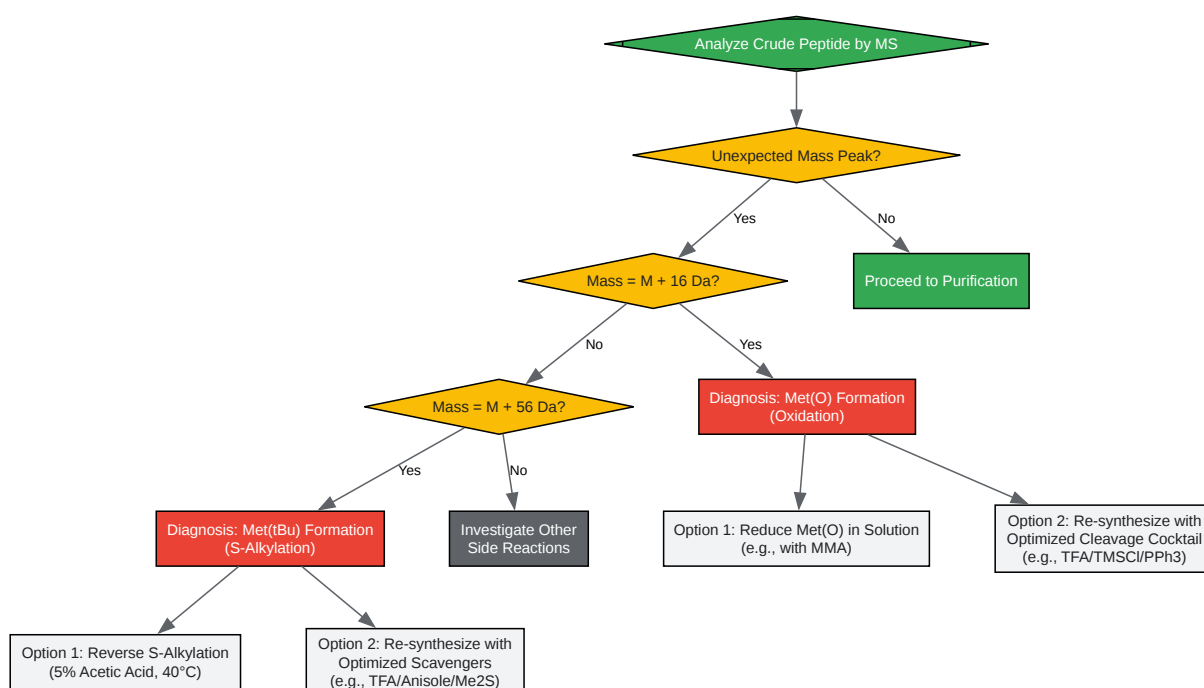 Analyze Crude Peptide by MS
Unexpected Mass Peak?
Yes
No
Mass = M + 16 Da?
Proceed to Purification
No
Yes
Mass = M + 56 Da?
Diagnosis: Met(O) Formation
(Oxidation)
Yes
No
Diagnosis: Met(tBu) Formation
(S-Alkylation)
Investigate Other
Side Reactions
Option 1: Reduce Met(O) in Solution
(e.g., with MMA)
Option 2: Re-synthesize with
Optimized Cleavage Cocktail
(e.g., TFA/TMSCl/PPh3)
Option 1: Reverse S-Alkylation
(5% Acetic Acid, 40°C)
Option 2: Re-synthesize with
Optimized Scavengers
(e.g., TFA/Anisole/Me2S)